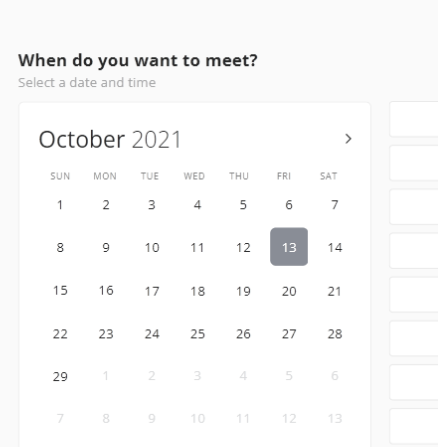 When do you want to meet?
Select a date and time
October 2021
SUN MON TUE WED THU FRI SAT
1 2 3 4 5 6 7
8 9 10 11 12 13 14
15 16 17 18 19 20 21
22 23 24 25 26 27 28
29 1 2 3 4 5 6
7 8 9 10 11 12 13